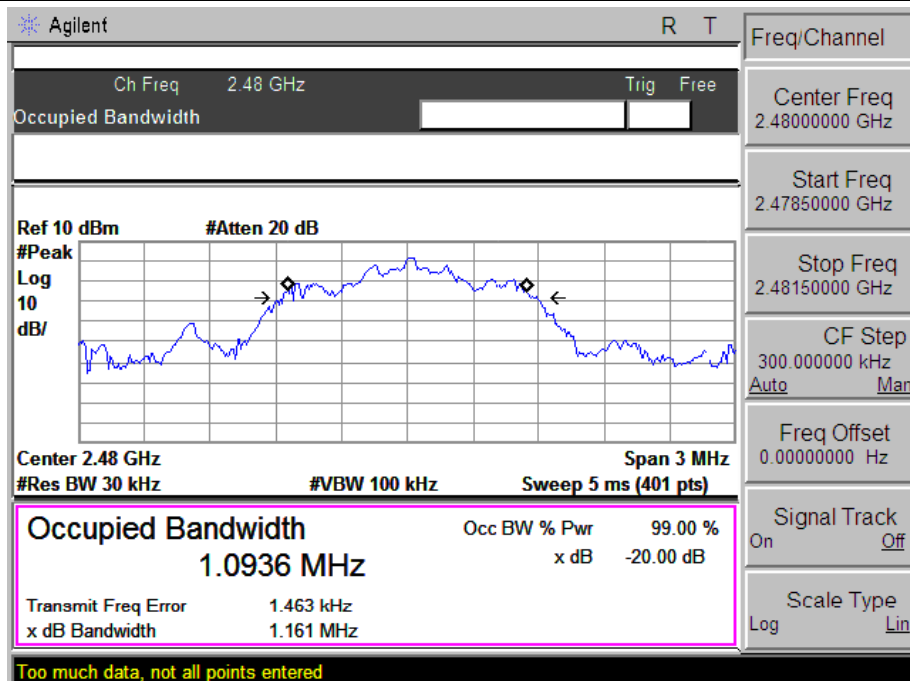 Agilent R T
Ch Freq 2.48 GHz Trig Free
Occupied Bandwidth
Ref 10 dBm #Atten 20 dB
#Peak
Log
10
dB/
Center 2.48 GHz Span 3 MHz
#Res BW 30 kHz #VBW 100 kHz Sweep 5 ms (401 pts)
Occupied Bandwidth
1.0936 MHz
Occ BW % Pwr 99.00 %
x dB -20.00 dB
Transmit Freq Error 1.463 kHz
x dB Bandwidth 1.161 MHz
Too much data, not all points entered
Freq/Channel
Center Freq
2.48000000 GHz
Start Freq
2.47850000 GHz
Stop Freq
2.48150000 GHz
CF Step
300.000000 kHz
Auto Man
Freq Offset
0.00000000 Hz
Signal Track
On Off
Scale Type
Log Lin